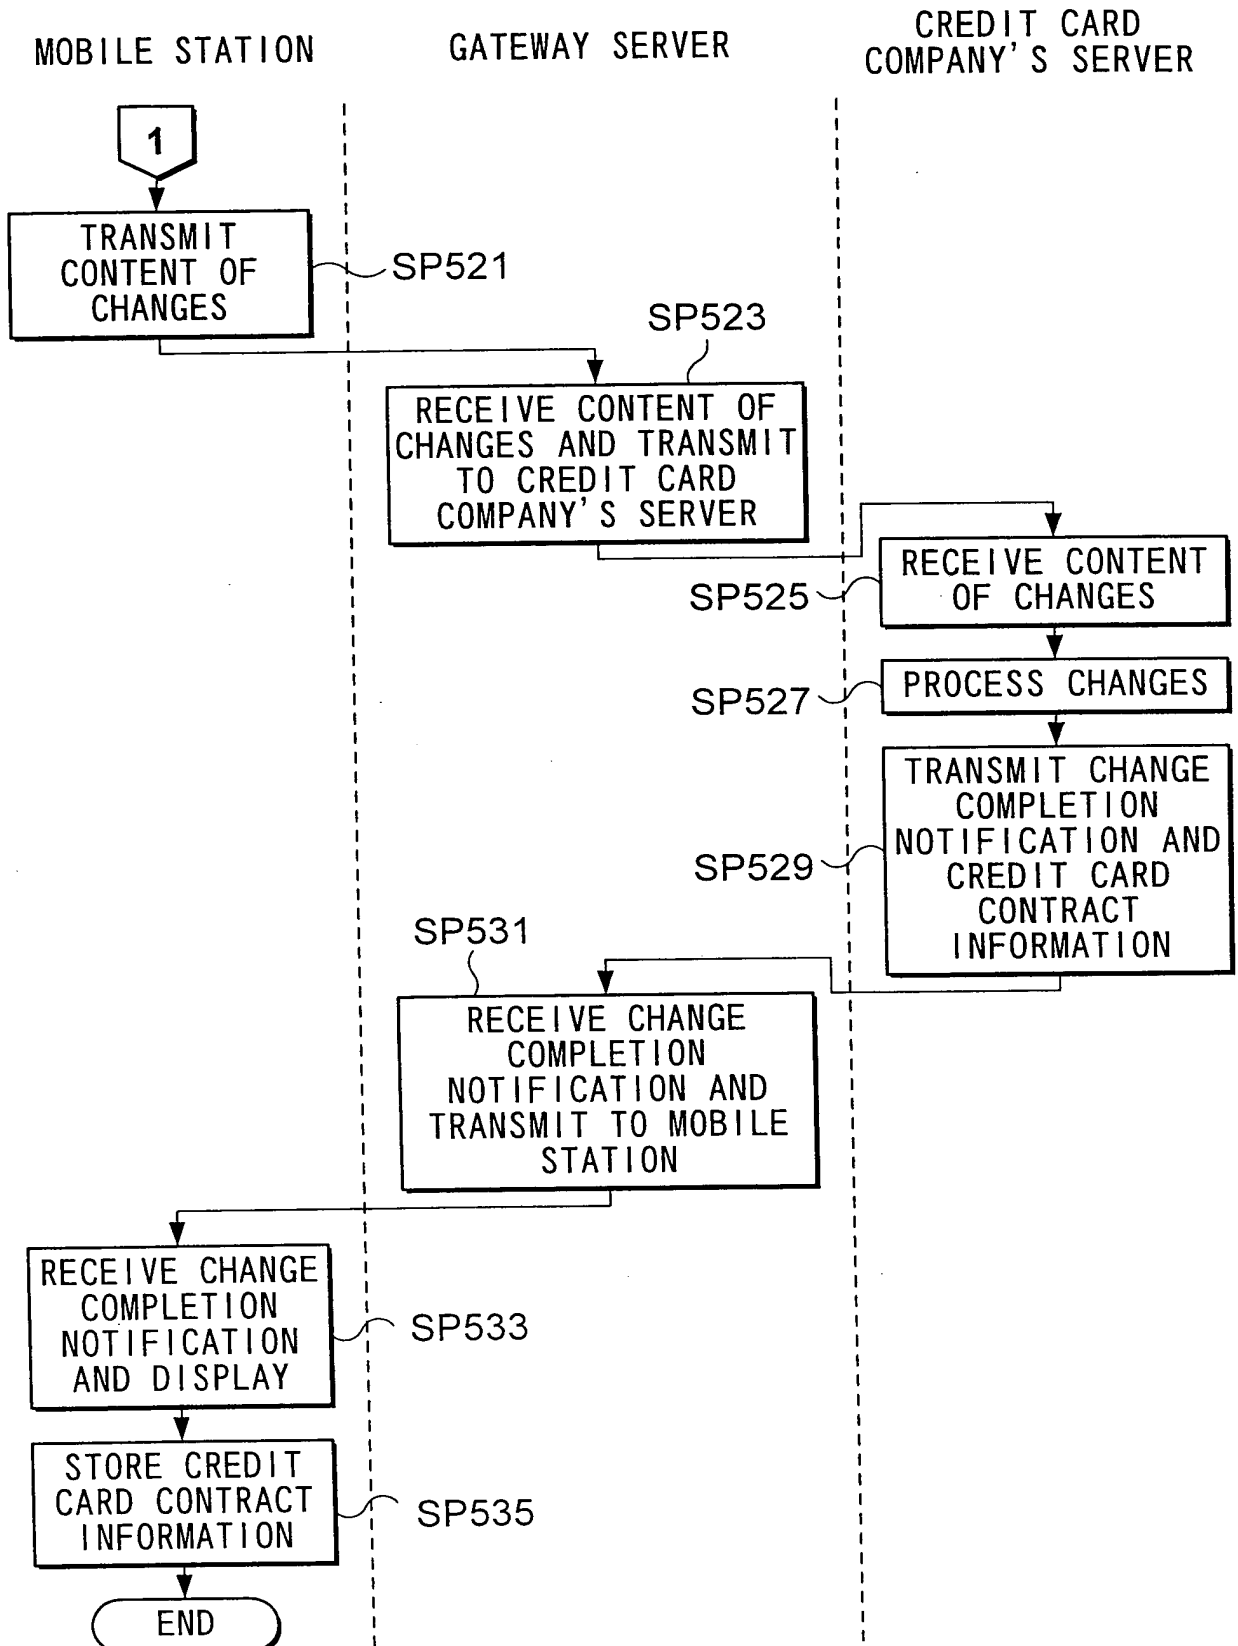 MOBILE STATION
GATEWAY SERVER
CREDIT CARD
COMPANY'S SERVER
1
TRANSMIT
CONTENT OF
CHANGES
SP521
SP523
RECEIVE CONTENT OF
CHANGES AND TRANSMIT
TO CREDIT CARD
COMPANY'S SERVER
RECEIVE CONTENT
OF CHANGES
SP525
PROCESS CHANGES
SP527
TRANSMIT CHANGE
COMPLETION
NOTIFICATION AND
CREDIT CARD
CONTRACT
INFORMATION
SP529
SP531
RECEIVE CHANGE
COMPLETION
NOTIFICATION AND
TRANSMIT TO MOBILE
STATION
RECEIVE CHANGE
COMPLETION
NOTIFICATION
AND DISPLAY
SP533
STORE CREDIT
CARD CONTRACT
INFORMATION
SP535
END